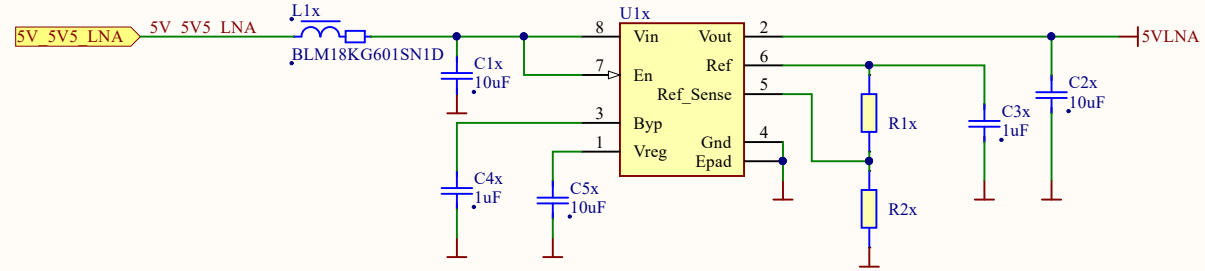 5V_5V5_LNA
5V_5V5_LNA
L1x
BLM18KG601SN1D
C1x
10uF
U1x
8
Vin
7
En
3
Byp
1
Vreg
Vout
2
Ref
6
Ref_Sense
5
Gnd
4
Epad
C4x
1uF
C5x
10uF
R1x
R2x
C3x
1uF
C2x
10uF
5VLNA